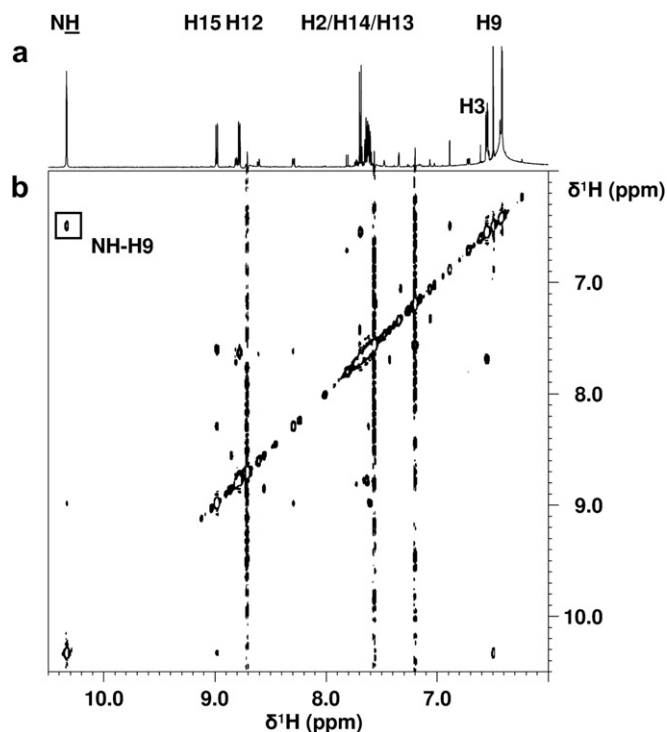 NH H15 H12 H2/H14/H13 H9
a
H3
b
δ¹H (ppm)
NH-H9
7.0
8.0
9.0
10.0
10.0 9.0 8.0 7.0
δ¹H (ppm)